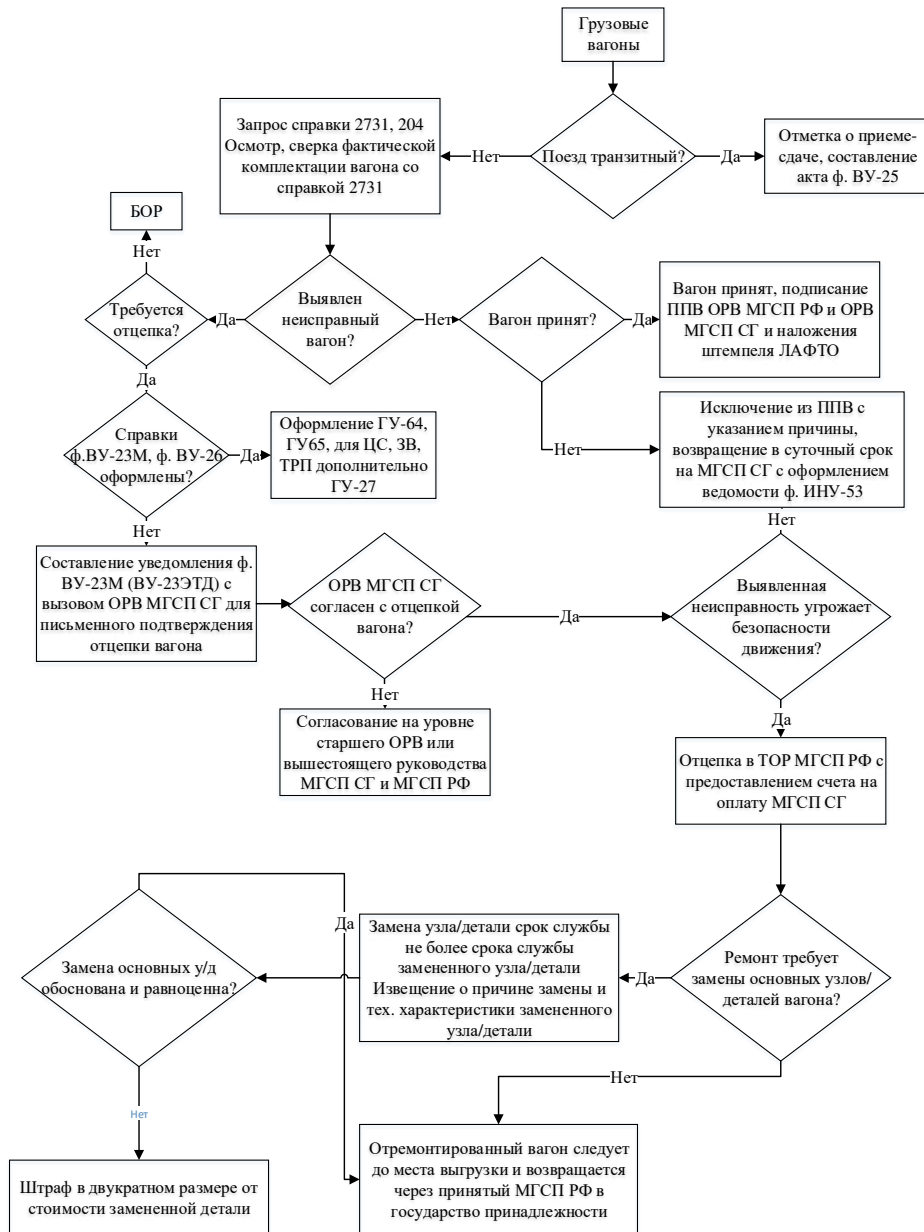 Грузовые
вагоны
Запрос справки 2731, 204
Осмотр, сверка фактической
комплектации вагона со
справкой 2731
Нет
Поезд транзитный?
Да
Отметка о приеме-
сдаче, составление
акта ф. ВУ-25
БОР
Нет
Требуется
отцепка?
Да
Выявлен
неисправный
вагон?
Нет
Вагон принят?
Да
Вагон принят, подписание
ППВ ОРВ МГСП РФ и ОРВ
МГСП СГ и наложения
штемпеля ЛАФТО
Да
Справки
ф.ВУ-23М, ф. ВУ-26
оформлены?
Да
Оформление ГУ-64,
ГУ65, для ЦС, ЗВ,
ТРП дополнительно
ГУ-27
Нет
Исключение из ППВ с
указанием причины,
возвращение в суточный срок
на МГСП СГ с оформлением
ведомости ф. ИНУ-53
Нет
Нет
Составление уведомления ф.
ВУ-23М (ВУ-23ЭТД) с
вызовом ОРВ МГСП СГ для
письменного подтверждения
отцепки вагона
ОРВ МГСП СГ
согласен с отцепкой
вагона?
Да
Выявленная
неисправность угрожает
безопасности
движения?
Нет
Да
Согласование на уровне
старшего ОРВ или
вышестоящего руководства
МГСП СГ и МГСП РФ
Отцепка в ТОР МГСП РФ с
предоставлением счета на
оплату МГСП СГ
Да
Замена основных у/д
обоснована и равноценна?
Замена узла/детали срок службы
не более срока службы
замененного узла/детали
Извещение о причине замены и
тех. характеристики замененного
узла/детали
Да
Ремонт требует
замены основных узлов/
деталей вагона?
Нет
Нет
Штраф в двукратном размере от
стоимости замененной детали
Отремонтированный вагон следует
до места выгрузки и возвращается
через принятый МГСП РФ в
государство принадлежности